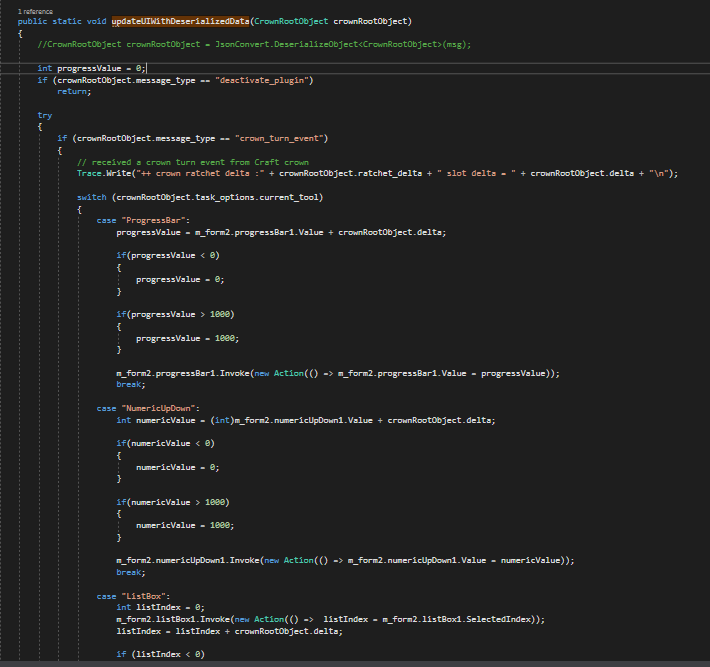 1 reference
public static void updateUIWithDeserializedData(CrownRootObject crownRootObject)
{
//CrownRootObject crownRootObject = JsonConvert.DeserializeObject<CrownRootObject>(msg);
int progressValue = 0;
if (crownRootObject.message_type == "deactivate_plugin")
return;
try
{
if (crownRootObject.message_type == "crown_turn_event")
{
// received a crown turn event from Craft crown
Trace.Write("++ crown ratchet delta :" + crownRootObject.ratchet_delta + " slot delta = " + crownRootObject.delta + "\n");
switch (crownRootObject.task_options.current_tool)
{
case "ProgressBar":
progressValue = m_form2.progressBar1.Value + crownRootObject.delta;
if(progressValue < 0)
{
progressValue = 0;
}
if(progressValue > 1000)
{
progressValue = 1000;
}
m_form2.progressBar1.Invoke(new Action(() => m_form2.progressBar1.Value = progressValue));
break;
case "NumericUpDown":
int numericValue = (int)m_form2.numericUpDown1.Value + crownRootObject.delta;
if(numericValue < 0)
{
numericValue = 0;
}
if(numericValue > 1000)
{
numericValue = 1000;
}
m_form2.numericUpDown1.Invoke(new Action(() => m_form2.numericUpDown1.Value = numericValue));
break;
case "ListBox":
int listIndex = 0;
m_form2.listBox1.Invoke(new Action(() =>  listIndex = m_form2.listBox1.SelectedIndex));
listIndex = listIndex + crownRootObject.delta;
if (listIndex < 0)